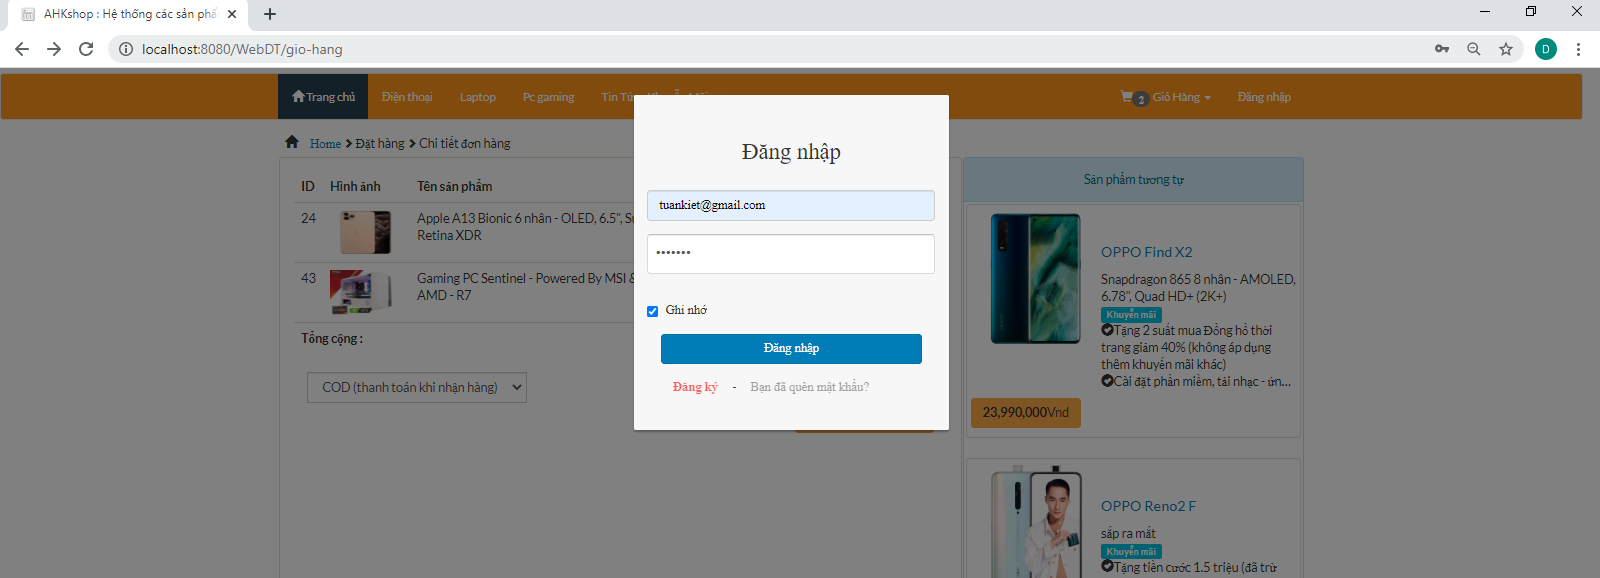 AHKshop : Hệ thống các sản phẩ
localhost:8080/WebDT/gio-hang
D
Trang chủ Điện thoại Laptop Pc gaming Tin Tức 2 Giỏ Hàng Đăng nhập
Home Đặt hàng Chi tiết đơn hàng
Đăng nhập
tuankiet@gmail.com
•••••••
Ghi nhớ
Đăng nhập
Đăng ký - Bạn đã quên mật khẩu?
ID Hình ảnh Tên sản phẩm
24 Apple A13 Bionic 6 nhân - OLED, 6.5", Su
Retina XDR
43 Gaming PC Sentinel - Powered By MSI &
AMD - R7
Tổng cộng :
COD (thanh toán khi nhận hàng)
Sản phẩm tương tự
OPPO Find X2
Snapdragon 865 8 nhân - AMOLED,
6.78", Quad HD+ (2K+)
Khuyến mãi
Tặng 2 suất mua Đồng hồ thời
trang giảm 40% (không áp dụng
thêm khuyến mãi khác)
Cài đặt phần miềm, tải nhạc - ứn...
23,990,000Vnd
OPPO Reno2 F
sắp ra mắt
Khuyến mãi
Tặng tiền cước 1.5 triệu (đã trừ